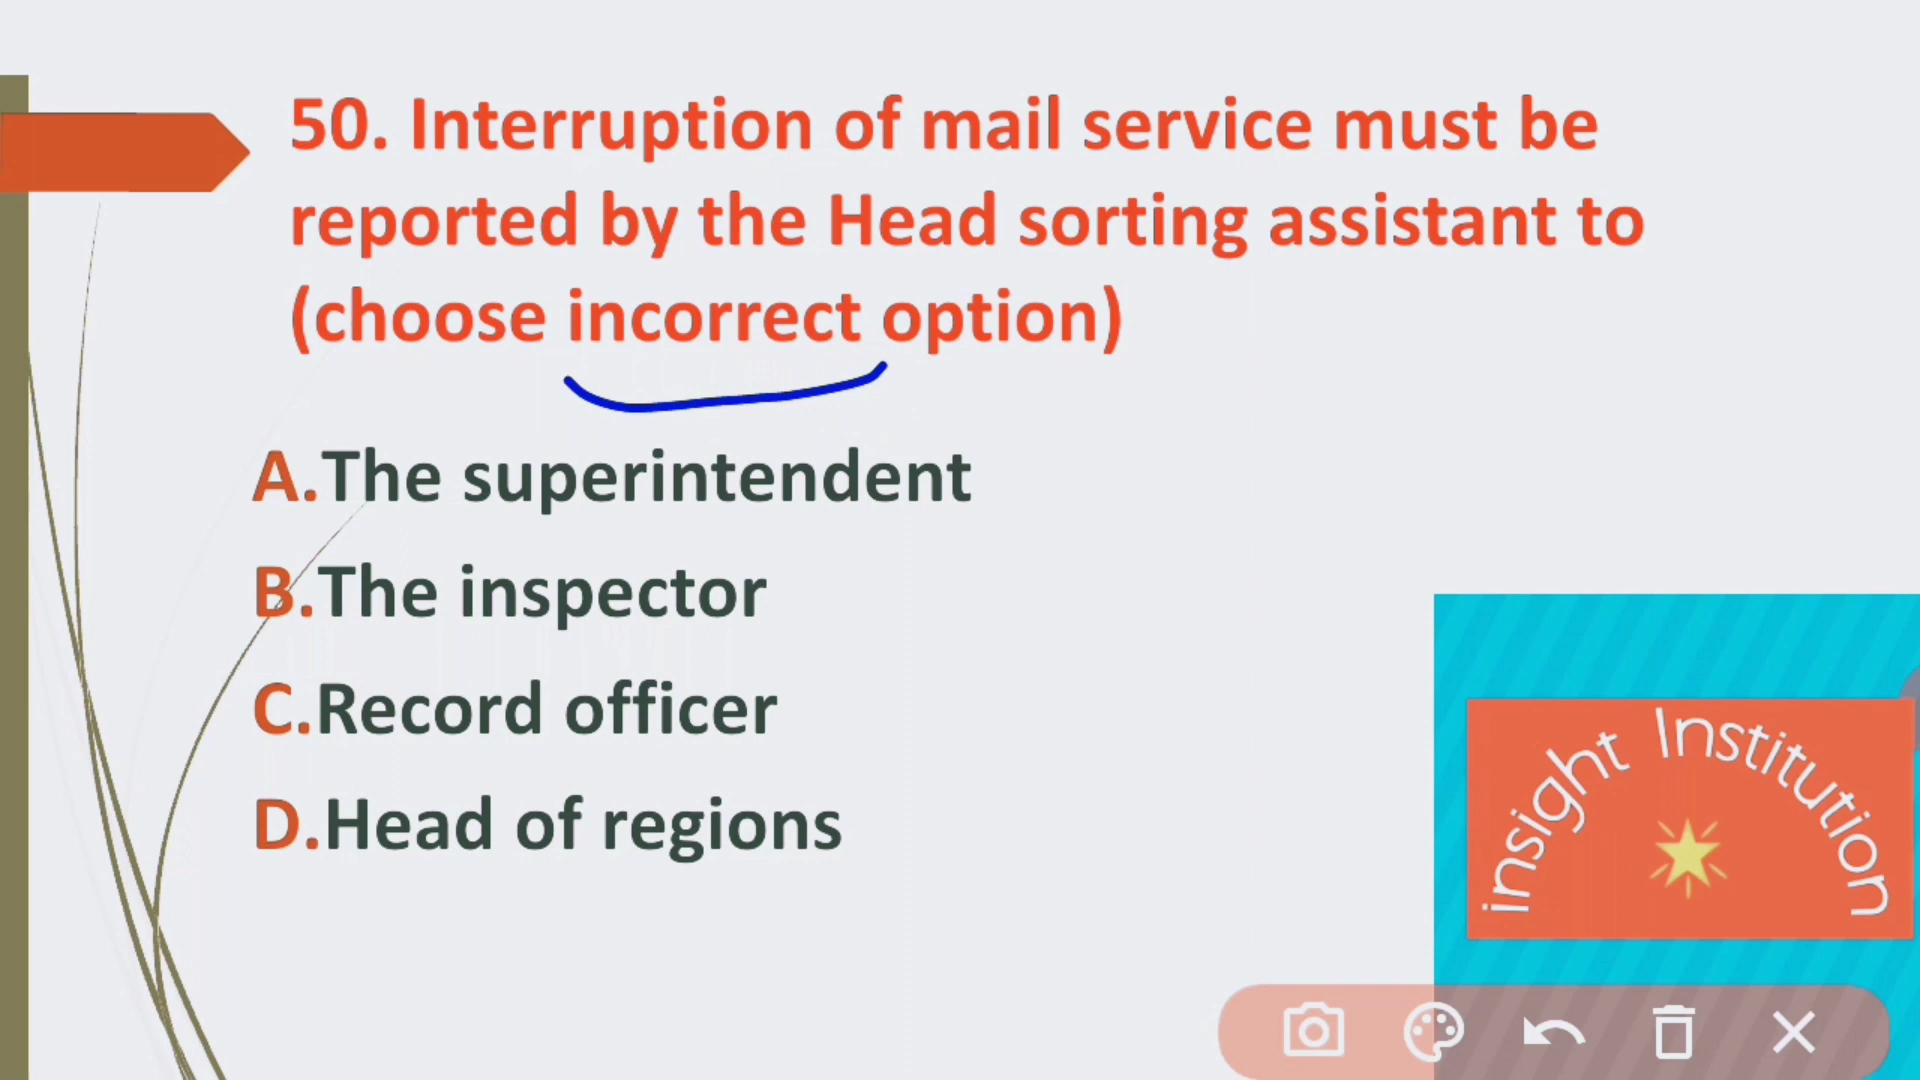 50. Interruption of mail service must be
reported by the Head sorting assistant to
(choose incorrect option)
A.The superintendent
B.The inspector
C.Record officer
D.Head of regions
insight Institution